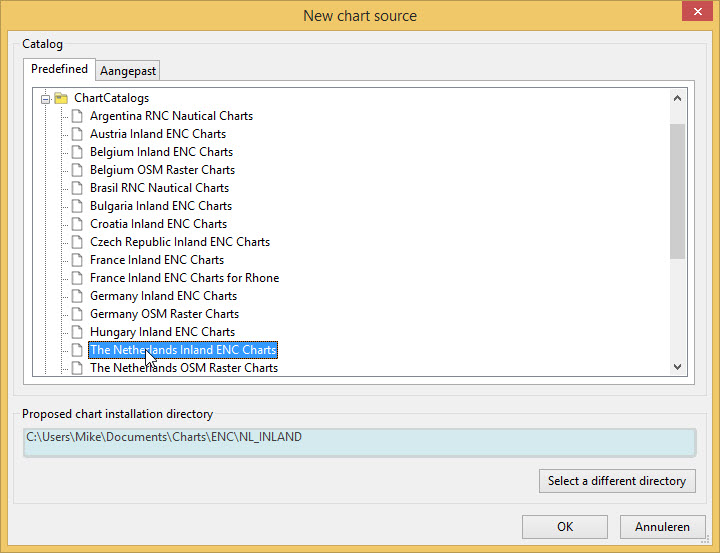 New chart source
Catalog
Predefined Aangepast
ChartCatalogs
Argentina RNC Nautical Charts
Austria Inland ENC Charts
Belgium Inland ENC Charts
Belgium OSM Raster Charts
Brasil RNC Nautical Charts
Bulgaria Inland ENC Charts
Croatia Inland ENC Charts
Czech Republic Inland ENC Charts
France Inland ENC Charts
France Inland ENC Charts for Rhone
Germany Inland ENC Charts
Germany OSM Raster Charts
Hungary Inland ENC Charts
The Netherlands Inland ENC Charts
The Netherlands OSM Raster Charts
Proposed chart installation directory
C:\Users\Mike\Documents\Charts\ENC\NL_INLAND
Select a different directory
OK Annuleren